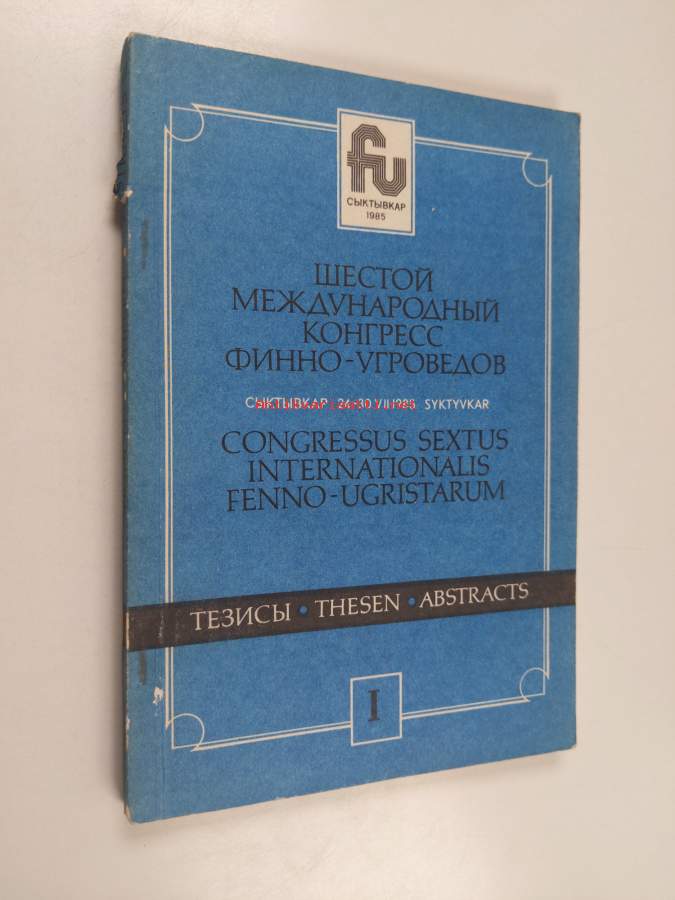 fu
СЫКТЫВКАР
1985
ШЕСТОЙ
МЕЖДУНАРОДНЫЙ
КОНГРЕСС
ФИННО-УГРОВЕДОВ
СЫКТЫВКАР 24-30 VII 1985 SYKTYVKAR
CONGRESSUS SEXTUS
INTERNATIONALIS
FENNO-UGRISTARUM
ТЕЗИСЫ • THESEN • ABSTRACTS
I